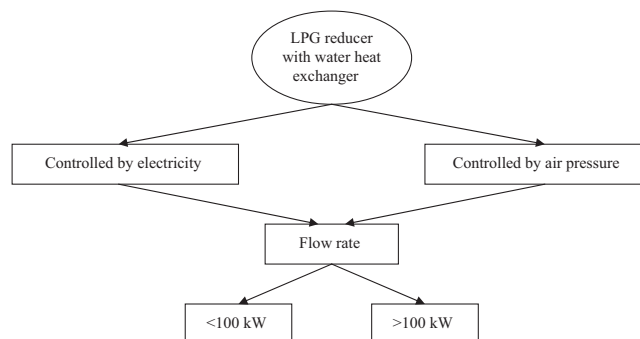 LPG reducer
with water heat
exchanger
Controlled by electricity
Controlled by air pressure
Flow rate
<100 kW
>100 kW